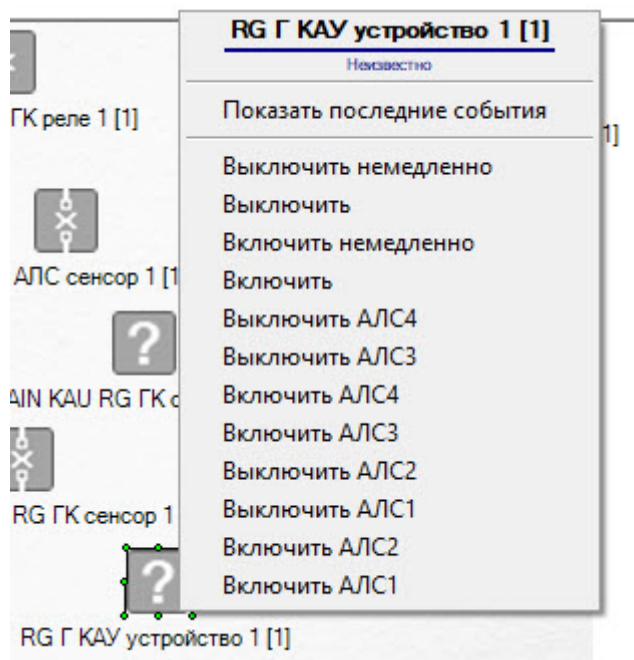 RG Г КАУ устройство 1 [1]
Неизвестно
Показать последние события
Выключить немедленно
Выключить
Включить немедленно
Включить
Выключить АЛС4
Выключить АЛС3
Включить АЛС4
Включить АЛС3
Выключить АЛС2
Выключить АЛС1
Включить АЛС2
Включить АЛС1
ГК реле 1 [1]
1]
АЛС сенсор 1 [1
AIN KAU RG ГК
RG ГК сенсор 1
RG Г КАУ устройство 1 [1]